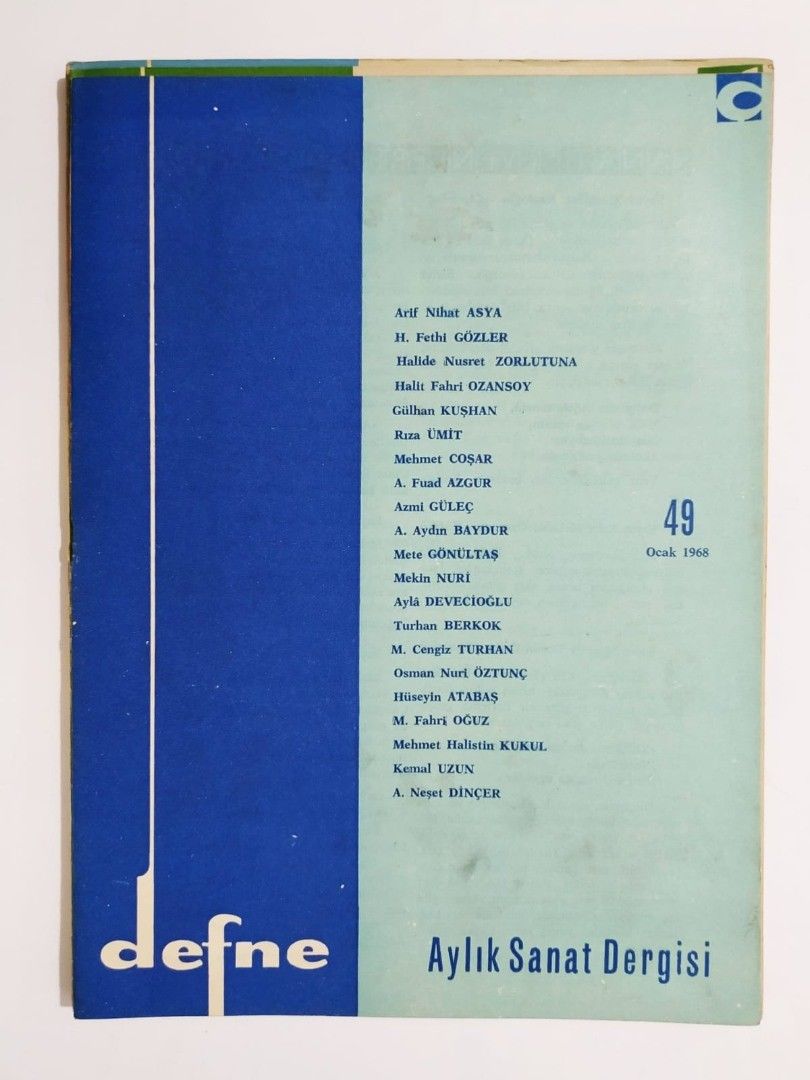 Arif Nihat ASYA
H. Fethi GÖZLER
Halide Nusret ZORLUTUNA
Halit Fahri OZANSOY
Gülhan KUŞHAN
Rıza ÜMİT
Mehmet COŞAR
A. Fuad AZGUR
Azmi GÜLEÇ
A. Aydın BAYDUR
Mete GÖNÜLTAŞ
Mekin NURİ
Aylâ DEVECİOĞLU
Turhan BERKOK
M. Cengiz TURHAN
Osman Nuri ÖZTUNÇ
Hüseyin ATABAŞ
M. Fahri OĞUZ
Mehmet Halistin KUKUL
Kemal UZUN
A. Neşet DİNÇER
49
Ocak 1968
defne
Aylık Sanat Dergisi